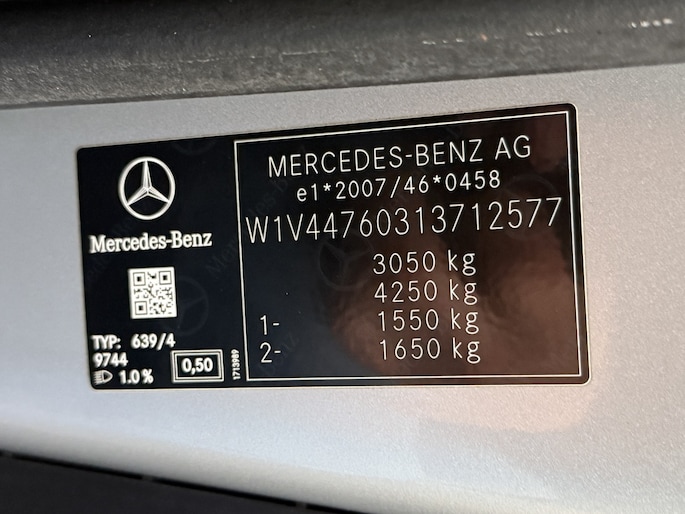 Mercedes-Benz
TYP: 639/4
9744
1.0 %
0,50
1713989
MERCEDES-BENZ AG
e1*2007/46*0458
W1V44760313712577
3050 kg
4250 kg
1- 1550 kg
2- 1650 kg